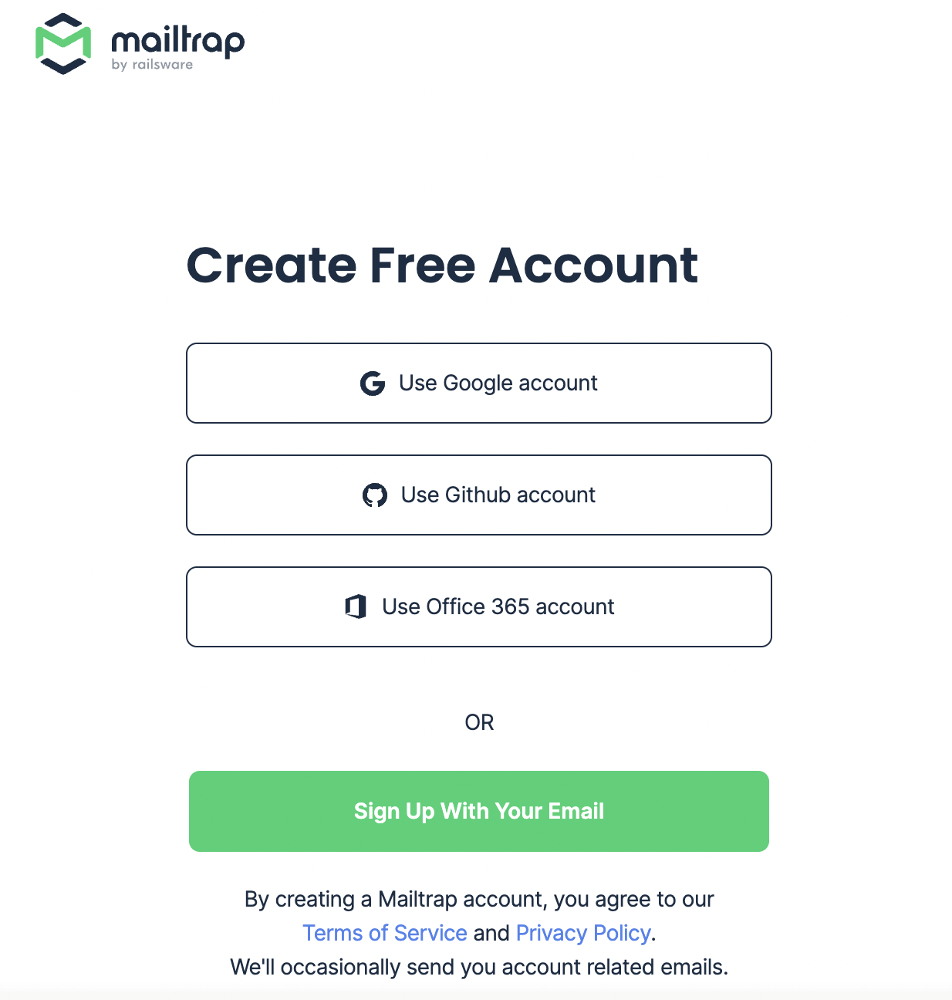 mailtrap
by railsware
Create Free Account
Use Google account
Use Github account
Use Office 365 account
OR
Sign Up With Your Email
By creating a Mailtrap account, you agree to our
Terms of Service and Privacy Policy.
We'll occasionally send you account related emails.